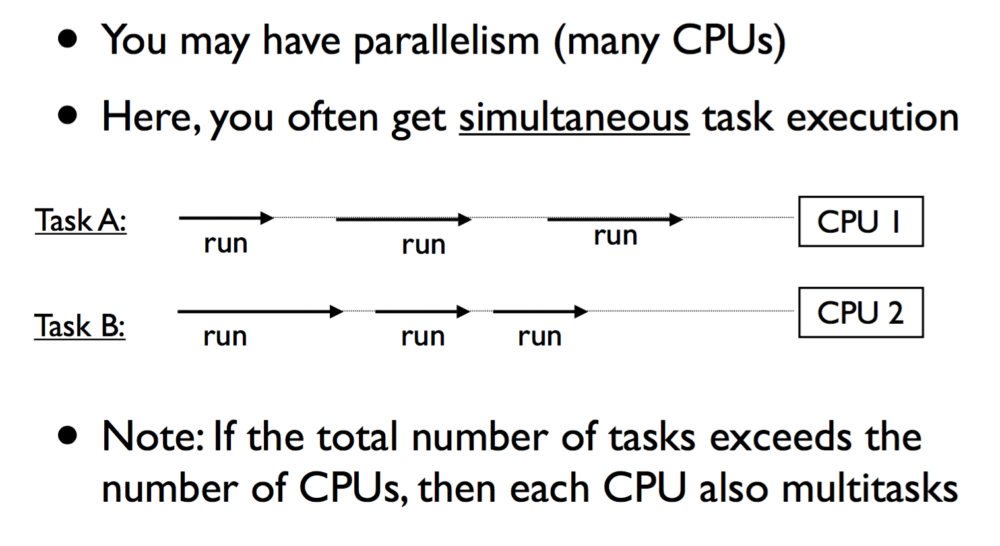 • You may have parallelism (many CPUs)
• Here, you often get simultaneous task execution
Task A:
run
run
run
CPU 1
Task B:
run
run
run
CPU 2
• Note: If the total number of tasks exceeds the
number of CPUs, then each CPU also multitasks